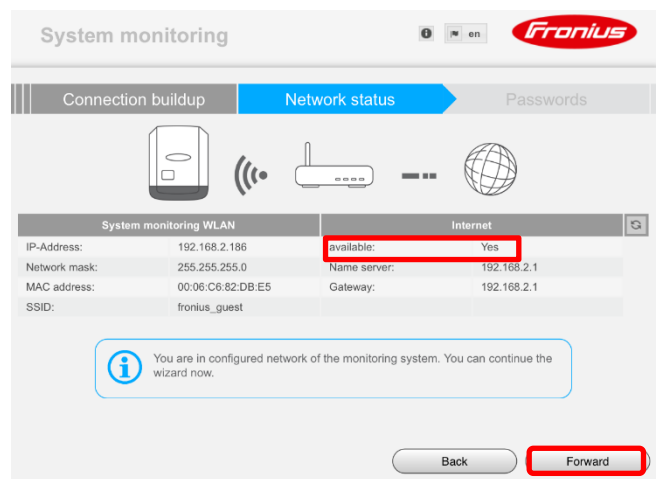 System monitoring
en
Fronius
Connection buildup
Network status
Passwords
System monitoring WLAN
Internet
IP-Address: 192.168.2.186 available: Yes
Network mask: 255.255.255.0 Name server: 192.168.2.1
MAC address: 00:06:C6:82:DB:E5 Gateway: 192.168.2.1
SSID: fronius_guest
You are in configured network of the monitoring system. You can continue the
wizard now.
Back
Forward